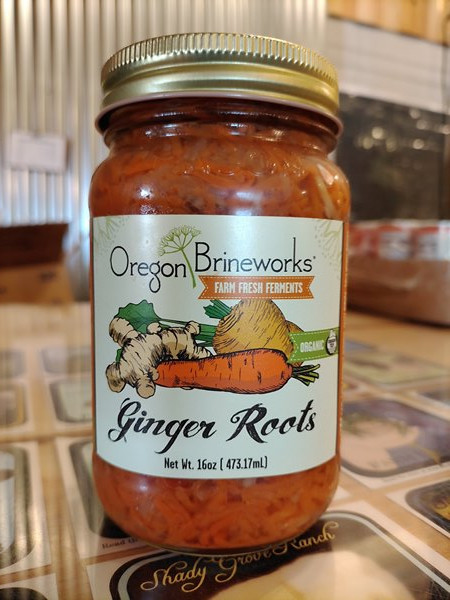 Oregon Brineworks®
FARM FRESH FERMENTS
ORGANIC
Ginger Roots
Net Wt. 16oz ( 473.17mL)
Shady Grove Ranch